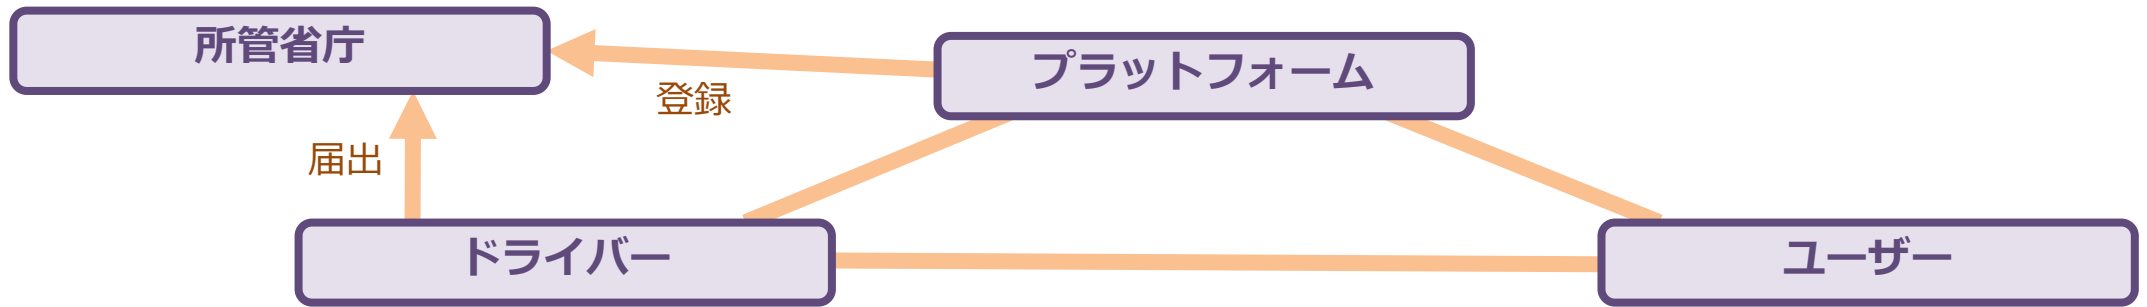 所管省庁
プラットフォーム
登録
届出
ドライバー
ユーザー